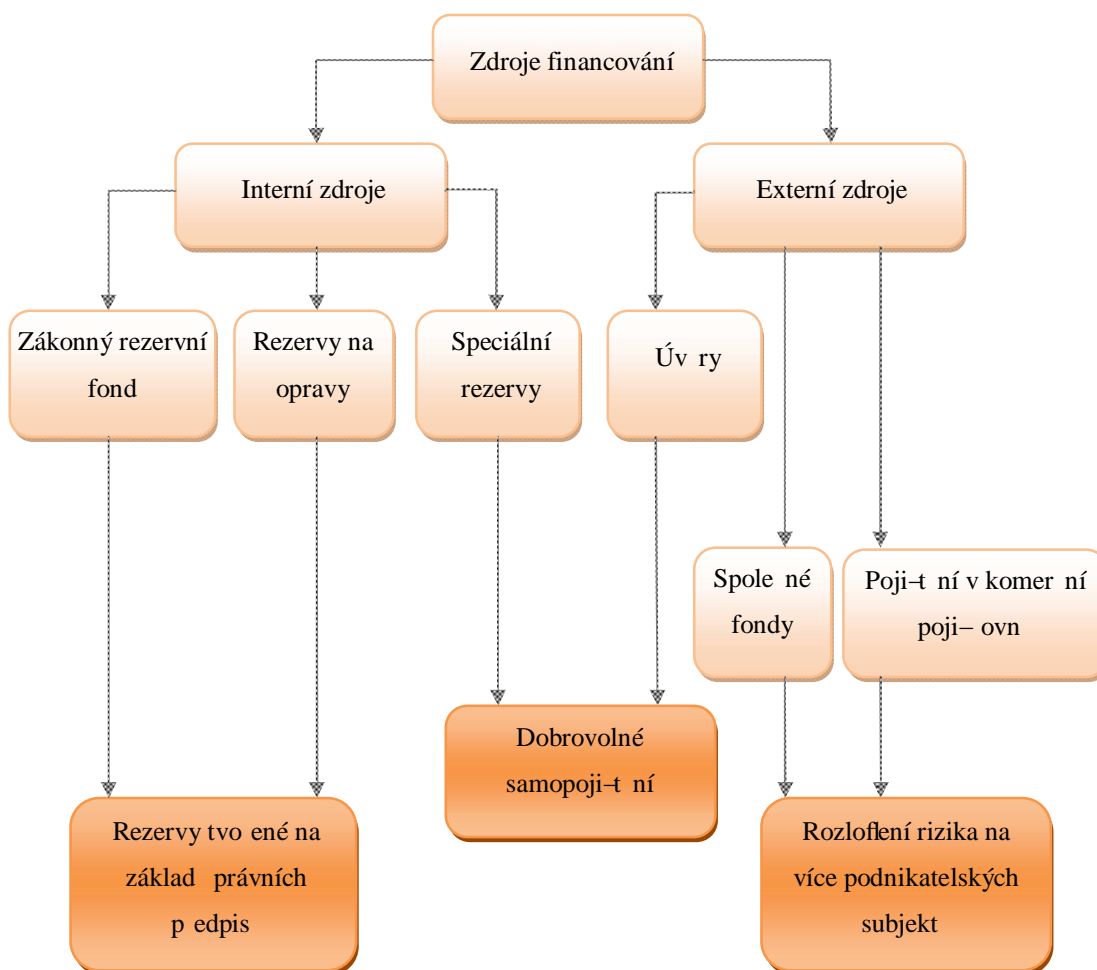 Zdroje financování
Interní zdroje
Externí zdroje
Zákonný rezervní
fond
Rezervy na
opravy
Speciální
rezervy
Úv ry
Spole né
fondy
Poji–t ní v komer ní
poji– ovn
Dobrovolné
samopoji–t ní
Rezervy tvo ené na
základ právních
p edpis
Rozloflení rizika na
více podnikatelských
subjekt